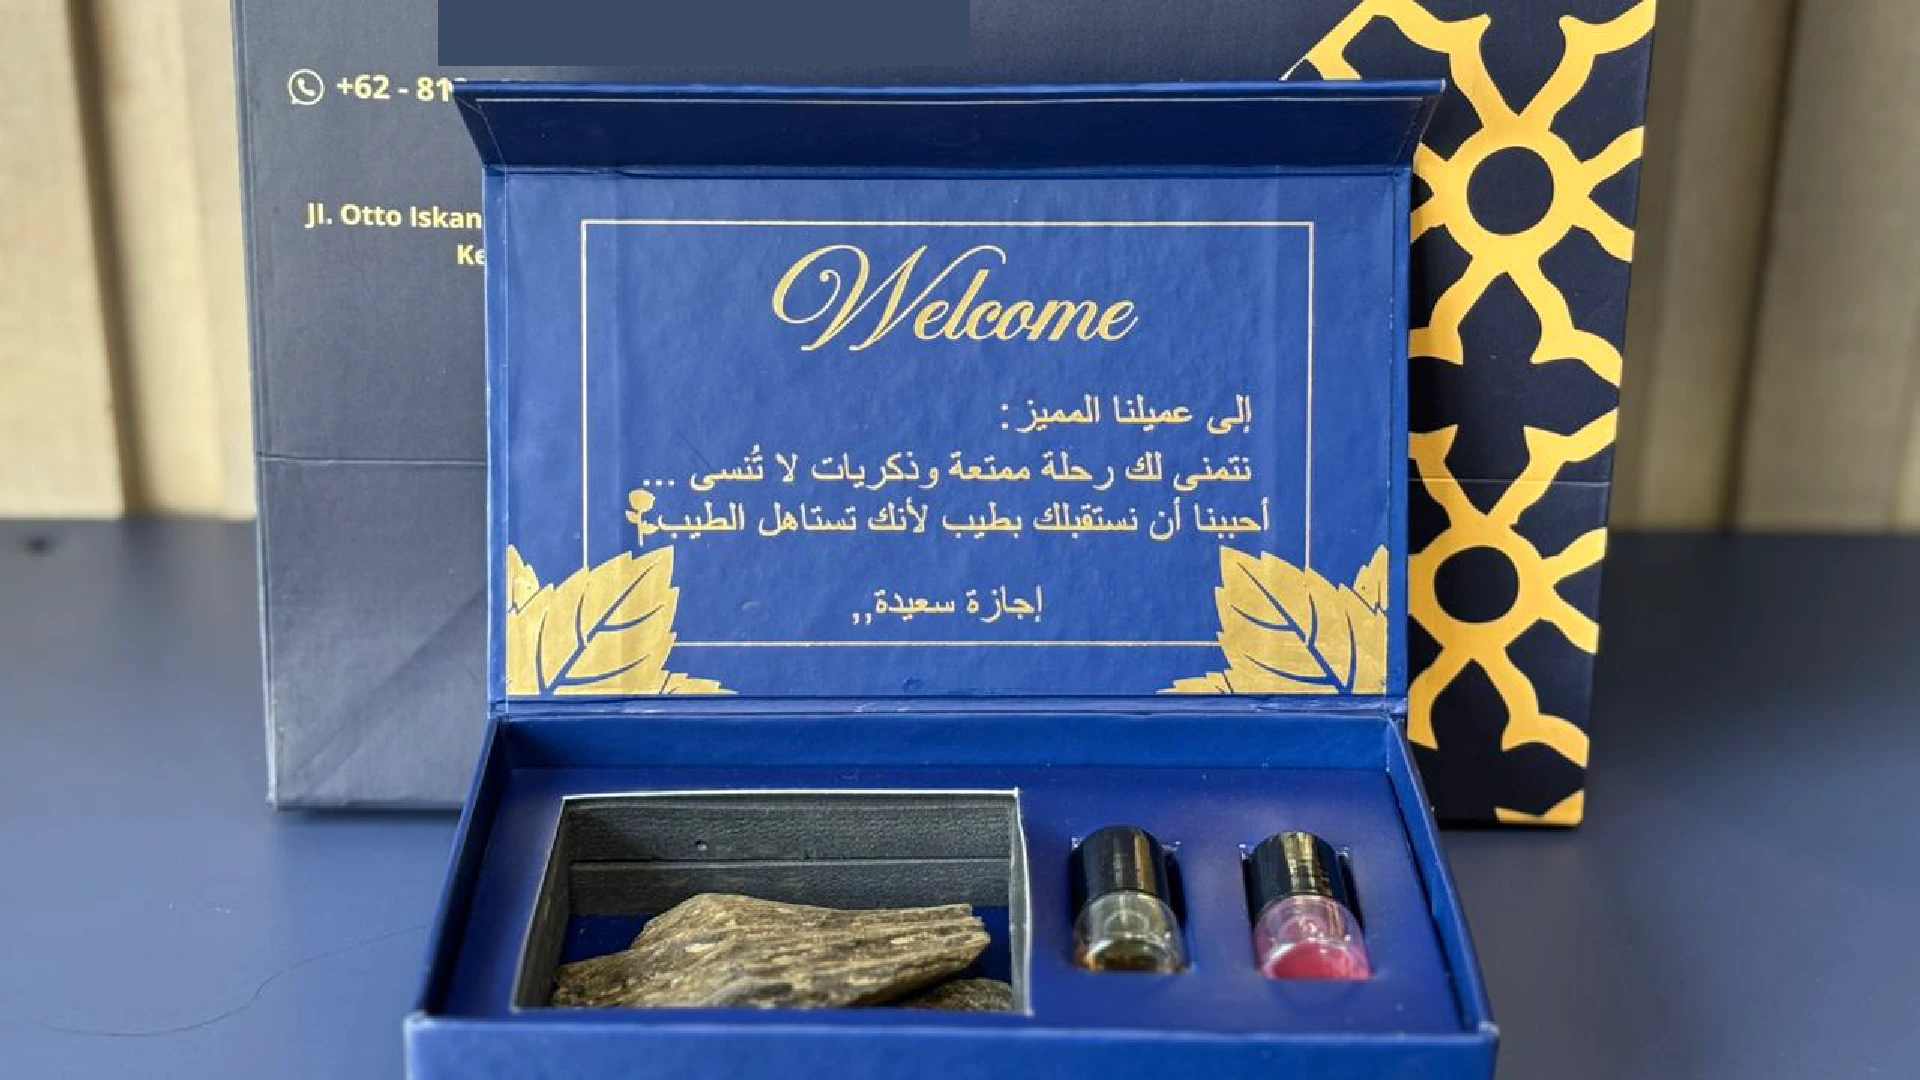 +62 - 81
Jl. Otto Iskan
Ke
Welcome
إلى عميلنا المميز :
نتمنى لك رحلة ممتعة وذكريات لا تُنسى ...
أحببنا أن نستقبلك بطيب لأنك تستاهل الطيب.
إجازة سعيدة,,